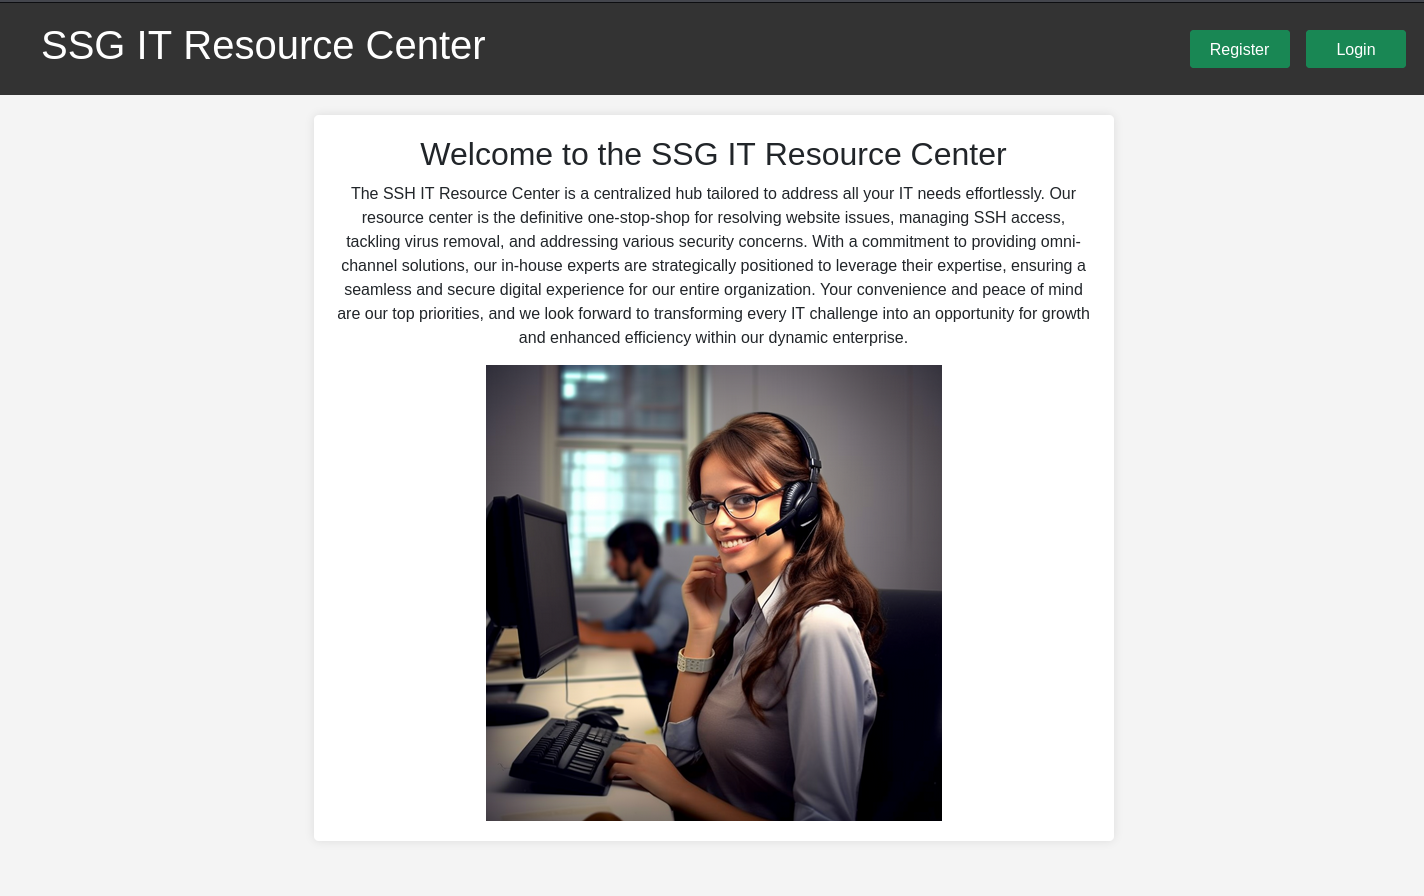 SSG IT Resource Center
Register
Login
Welcome to the SSG IT Resource Center
The SSH IT Resource Center is a centralized hub tailored to address all your IT needs effortlessly. Our
resource center is the definitive one-stop-shop for resolving website issues, managing SSH access,
tackling virus removal, and addressing various security concerns. With a commitment to providing omni-
channel solutions, our in-house experts are strategically positioned to leverage their expertise, ensuring a
seamless and secure digital experience for our entire organization. Your convenience and peace of mind
are our top priorities, and we look forward to transforming every IT challenge into an opportunity for growth
and enhanced efficiency within our dynamic enterprise.